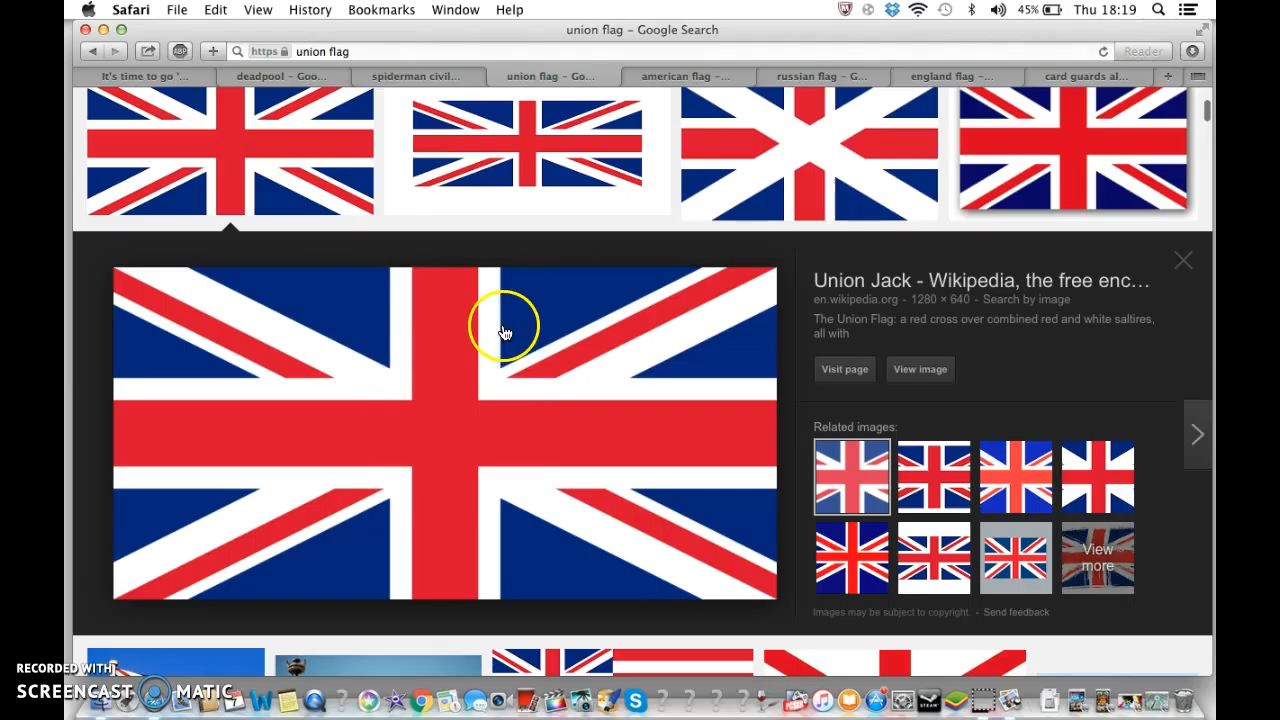 Safari File Edit View History Bookmarks Window Help 45% Thu 18:19
union flag – Google Search
ABP https union flag Reader
It's time to go '... deadpool – Goo... spiderman civil... union flag – Go... american flag –... russian flag – G... england flag –... card guards al...
Union Jack - Wikipedia, the free enc…
en.wikipedia.org - 1280 × 640 - Search by image
The Union Flag: a red cross over combined red and white saltires,
all with
Visit page View image
Related images:
View
more
Images may be subject to copyright. - Send feedback
RECORDED WITH
SCREENCAST MATIC